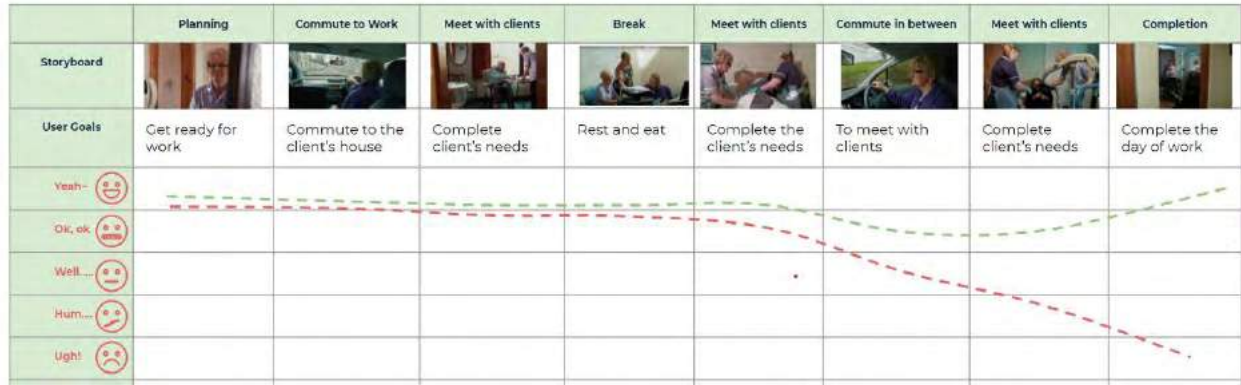 Planning
Commute to Work
Meet with clients
Break
Meet with clients
Commute in between
Meet with clients
Completion
Storyboard
User Goals
Get ready for
work
Commute to the
client's house
Complete
client's needs
Rest and eat
Complete the
client's needs
To meet with
clients
Complete
client's needs
Complete the
day of work
Yeah~
Ok, ok
Well....
Hum...
Ugh!